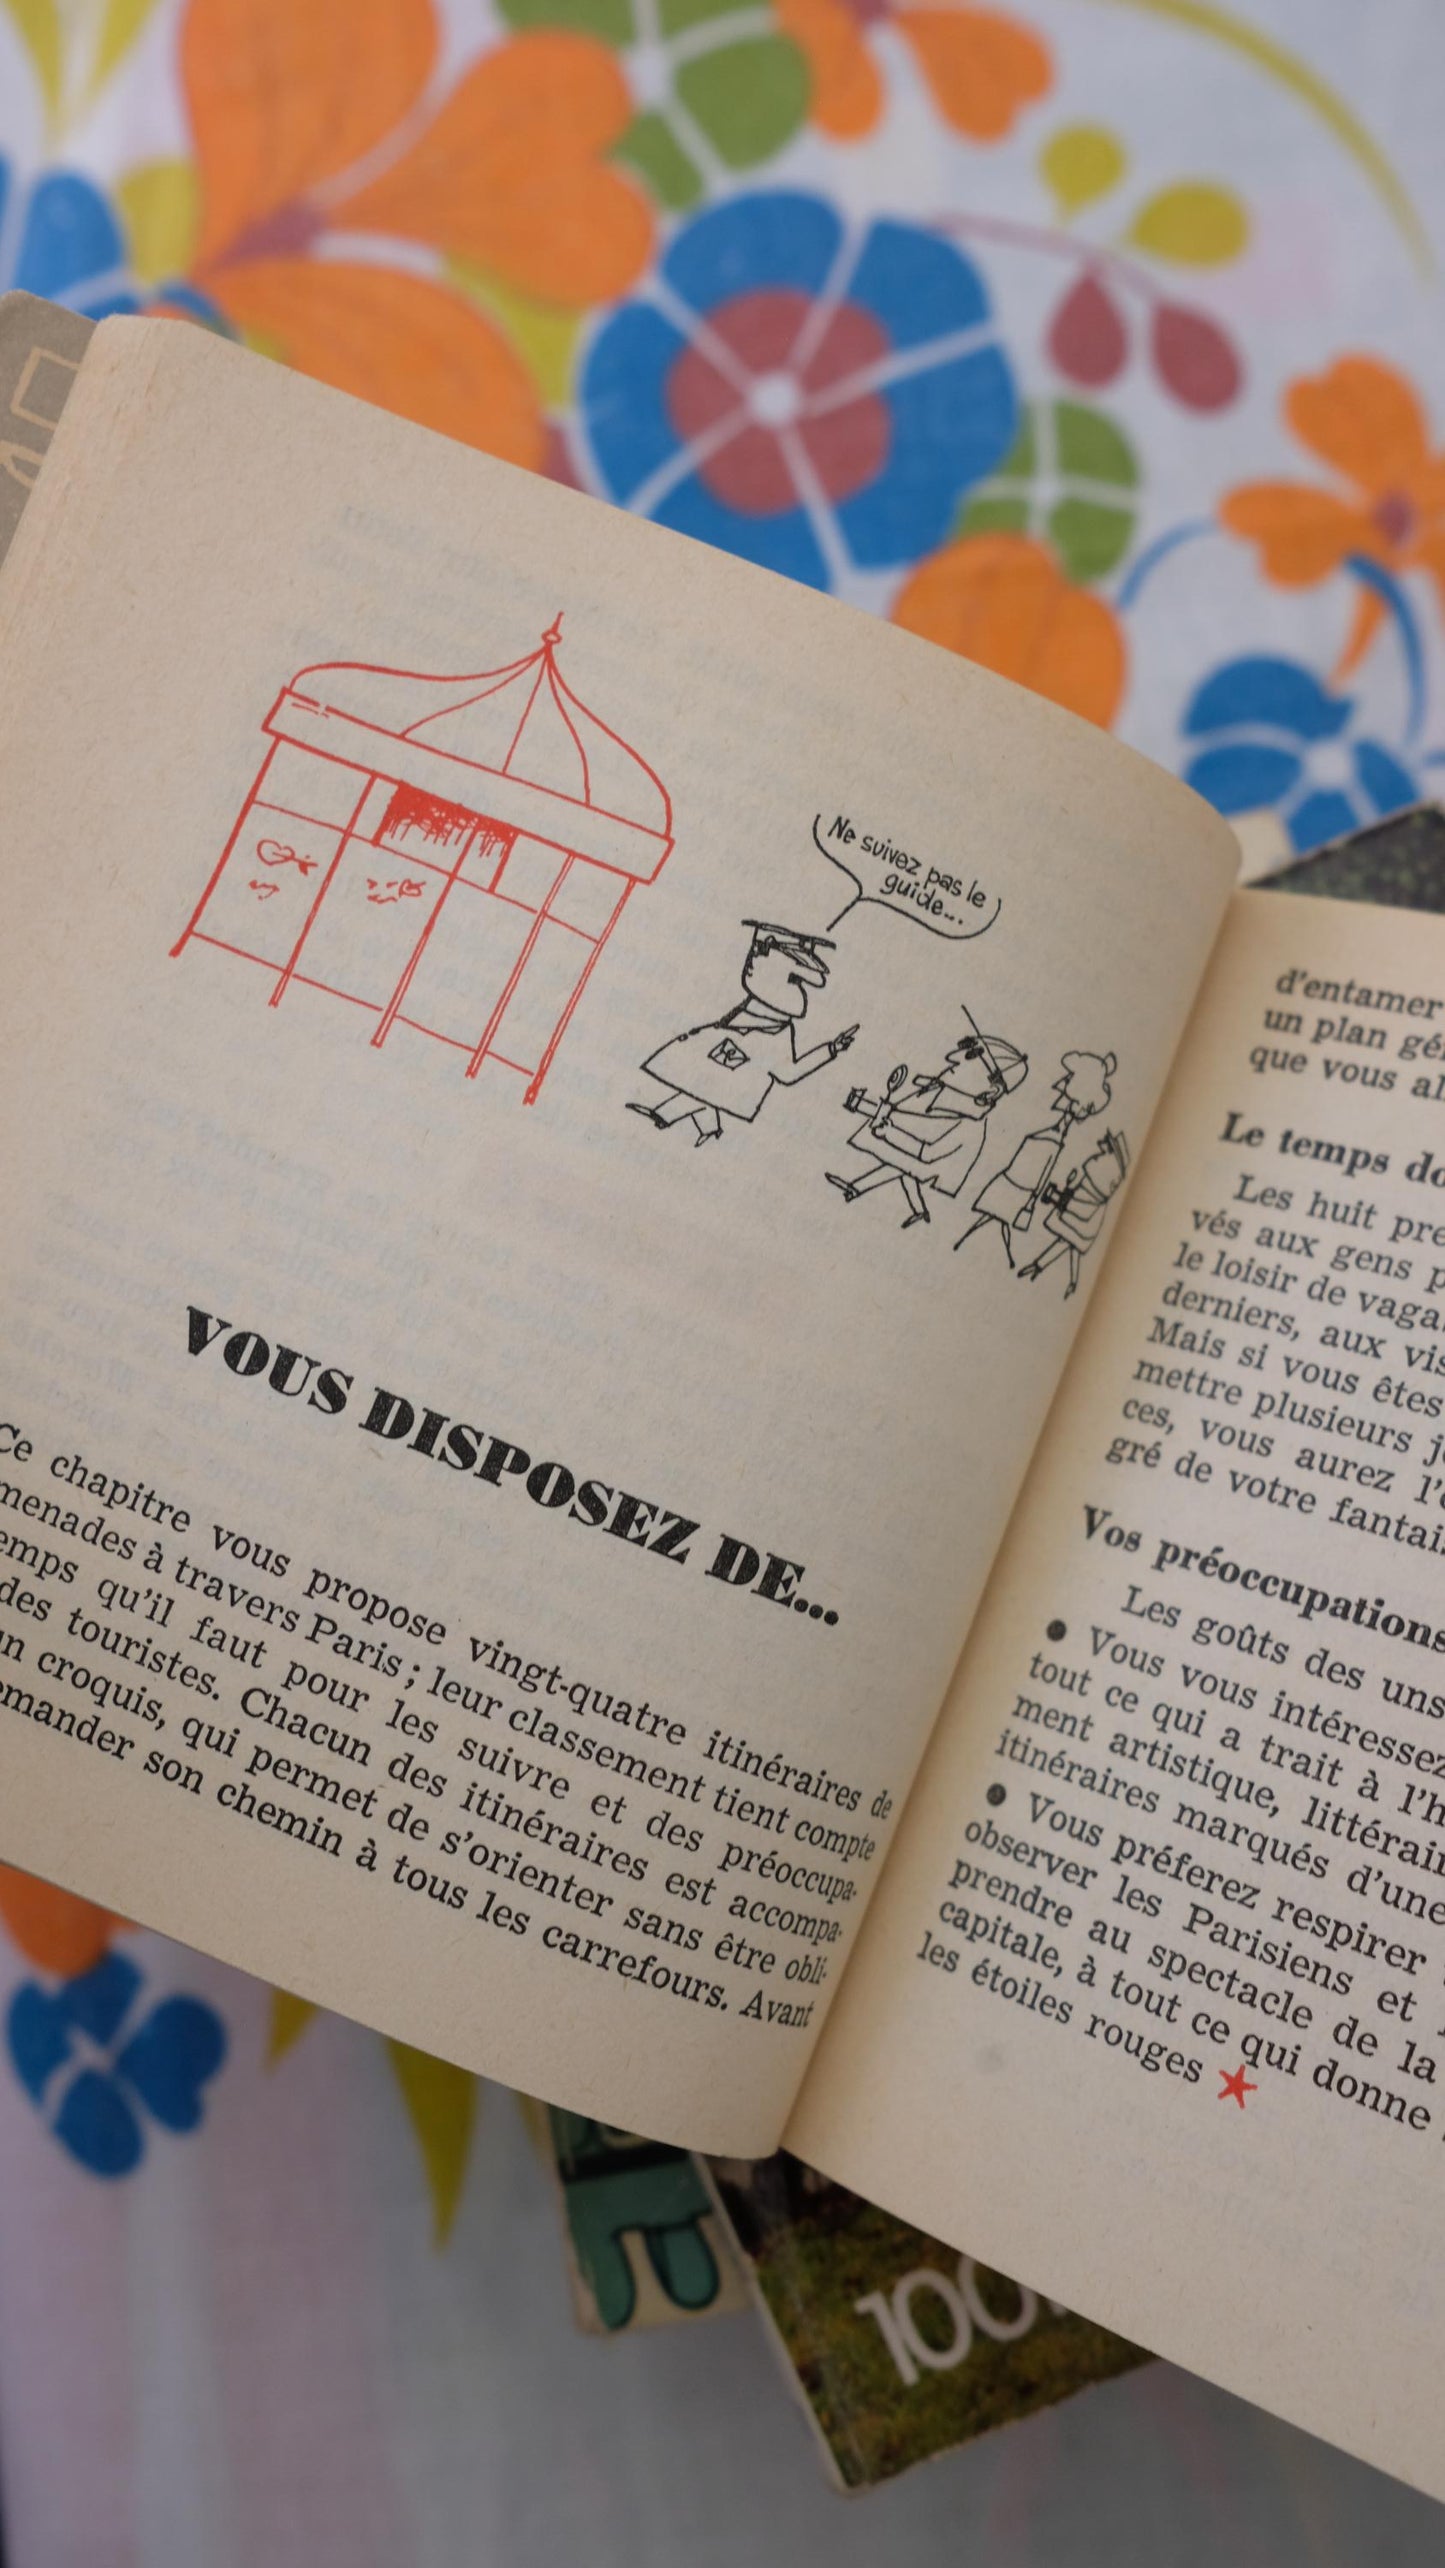 Ne suivez pas le
guide...
VOUS DISPOSEZ DE...
Ce chapitre vous propose vingt-quatre itinéraires de
menades à travers Paris ; leur classement tient compte
emps qu'il faut pour les suivre et des préoccupa-
des touristes. Chacun des itinéraires est accompa-
un croquis, qui permet de s'orienter sans être obli-
emander son chemin à tous les carrefours. Avant
d'entamer
un plan gé
que vous al
Le temps do
Les huit pre
vés aux gens p
le loisir de vaga
derniers, aux vis
Mais si vous êtes
mettre plusieurs jo
ces, vous aurez l'
gré de votre fantais
Vos préoccupations
Les goûts des uns
● Vous vous intéressez
tout ce qui a trait à l'h
ment artistique, littérair
itinéraires marqués d'une
● Vous préferez respirer
observer les Parisiens et
prendre au spectacle de la
capitale, à tout ce qui donne
les étoiles rouges ★
100